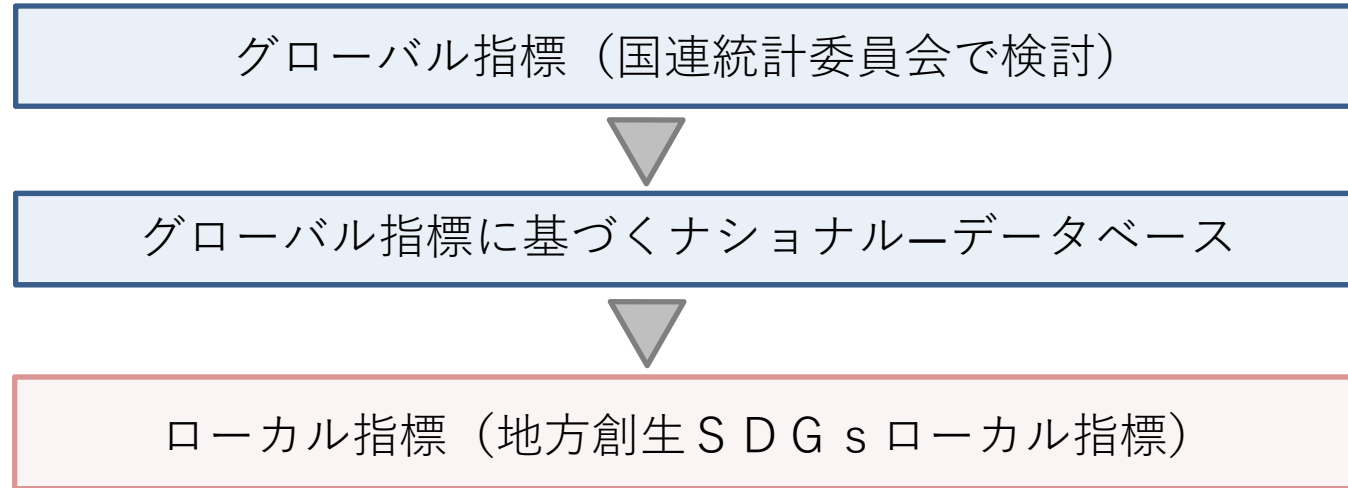 グローバル指標（国連統計委員会で検討）
グローバル指標に基づくナショナル―データベース
ローカル指標（地方創生ＳＤＧｓローカル指標）